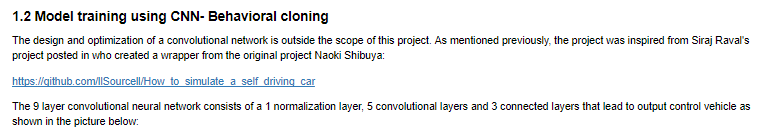 1.2 Model training using CNN- Behavioral cloning
The design and optimization of a convolutional network is outside the scope of this project. As mentioned previously, the project was inspired from Siraj Raval's
project posted in who created a wrapper from the original project Naoki Shibuya:
https://github.com/llSourcell/How_to_simulate_a_self_driving_car
The 9 layer convolutional neural network consists of a 1 normalization layer, 5 convolutional layers and 3 connected layers that lead to output control vehicle as
shown in the picture below: